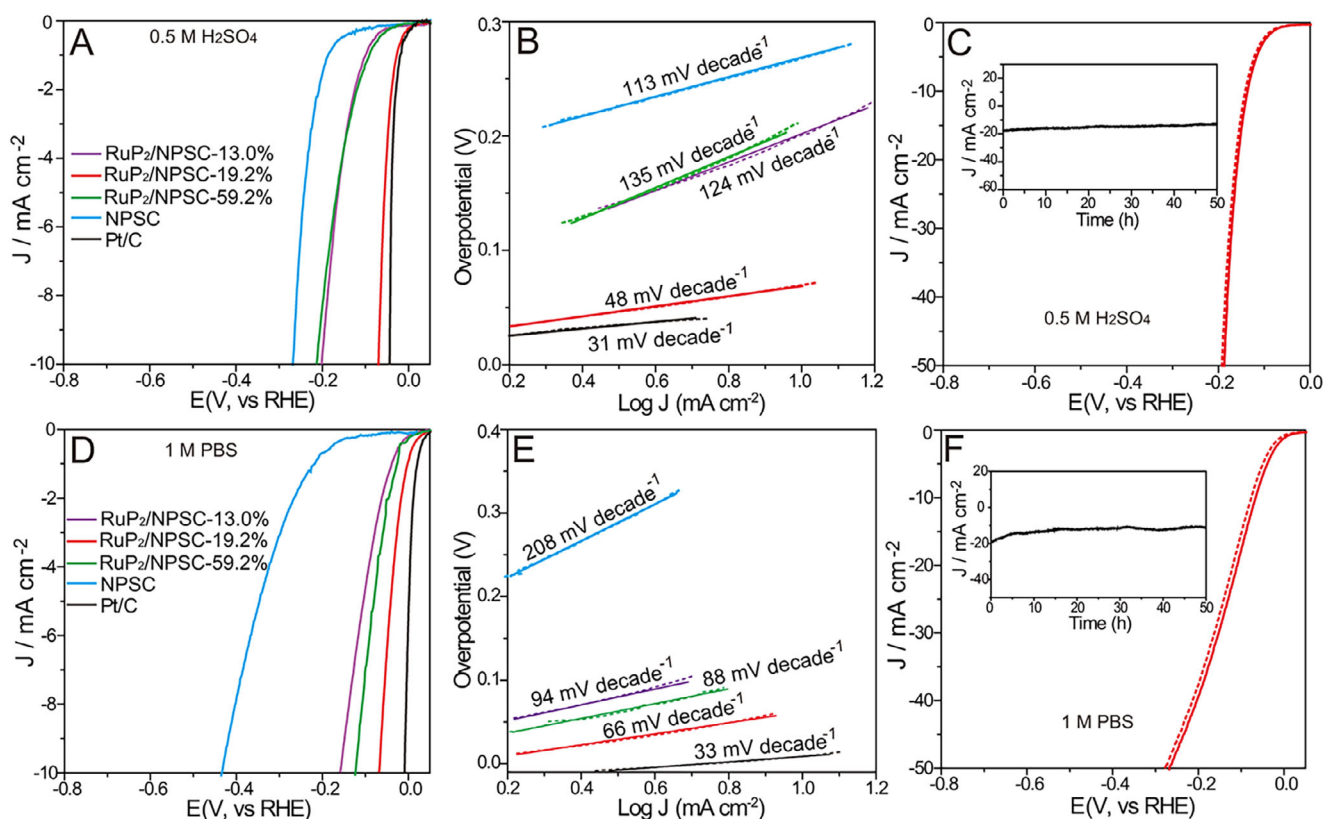 A
0.5 M H2SO4
RuP2/NPSC-13.0%
RuP2/NPSC-19.2%
RuP2/NPSC-59.2%
NPSC
Pt/C
J / mA cm-2
0
-2
-4
-6
-8
-10
-0.8 -0.6 -0.4 -0.2 0.0
E(V, vs RHE)
B
113 mV decade-1
135 mV decade-1
124 mV decade-1
48 mV decade-1
31 mV decade-1
Overpotential (V)
0.3
0.2
0.1
0.0
0.2 0.4 0.6 0.8 1.0 1.2
Log J (mA cm-2)
C
J / mA cm-2
20
0
-20
-40
-60
0 10 20 30 40 50
Time (h)
0.5 M H2SO4
J / mA cm-2
0
-10
-20
-30
-40
-50
-0.8 -0.6 -0.4 -0.2 0.0
E(V, vs RHE)
D
1 M PBS
RuP2/NPSC-13.0%
RuP2/NPSC-19.2%
RuP2/NPSC-59.2%
NPSC
Pt/C
J / mA cm-2
0
-2
-4
-6
-8
-10
-0.8 -0.6 -0.4 -0.2 0.0
E(V, vs RHE)
E
208 mV decade-1
94 mV decade-1
88 mV decade-1
66 mV decade-1
33 mV decade-1
Overpotential (V)
0.4
0.3
0.2
0.1
0.0
0.2 0.4 0.6 0.8 1.0 1.2
Log J (mA cm-2)
F
J / mA cm-2
20
0
-20
-40
0 10 20 30 40 50
Time (h)
1 M PBS
J / mA cm-2
0
-10
-20
-30
-40
-50
-0.8 -0.6 -0.4 -0.2 0.0
E(V, vs RHE)